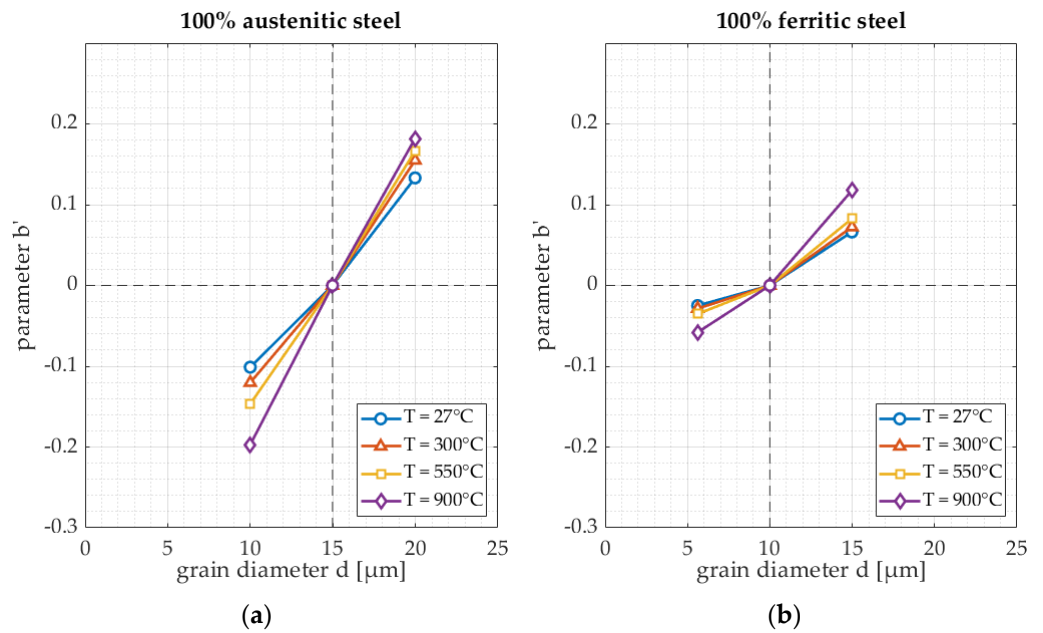 100% austenitic steel
parameter b'
0.2
0.1
0
-0.1
-0.2
-0.3
0 5 10 15 20 25
grain diameter d [µm]
T = 27°C
T = 300°C
T = 550°C
T = 900°C
(a)
100% ferritic steel
parameter b'
0.2
0.1
0
-0.1
-0.2
-0.3
0 5 10 15 20 25
grain diameter d [µm]
T = 27°C
T = 300°C
T = 550°C
T = 900°C
(b)